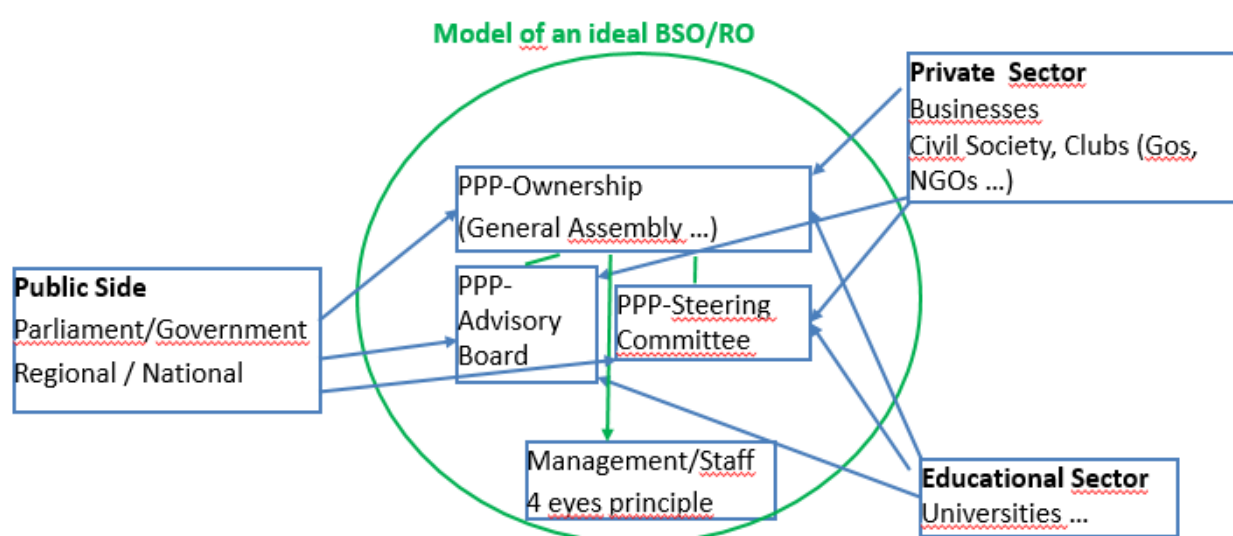 Model of an ideal BSO/RO
Private  Sector
Businesses
Civil Society, Clubs (Gos,
NGOs ...)
PPP-Ownership
(General Assembly ...)
Public Side
Parliament/Government
Regional / National
PPP-
Advisory
Board
PPP-Steering
Committee
Management/Staff
4 eyes principle
Educational Sector
Universities ...